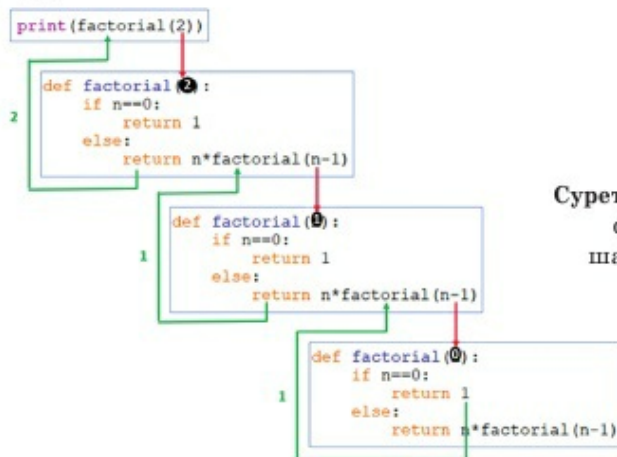 print(factorial(2))
def factorial(2):
if n==0:
return 1
else:
return n*factorial(n-1)
2
def factorial(1):
if n==0:
return 1
else:
return n*factorial(n-1)
1
def factorial(0):
if n==0:
return 1
else:
return n*factorial(n-1)
1
Сурет